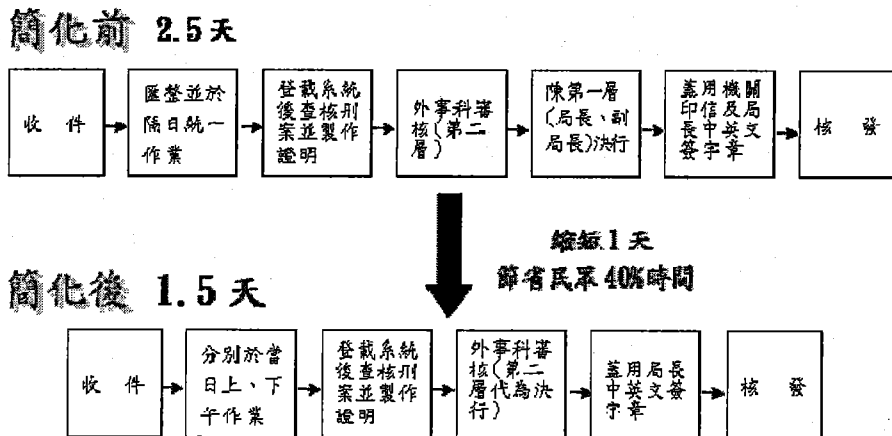 簡化前 2.5天
收 件
匯整並於
隔日統一
作業
登載系統
後查核刑
案並製作
證明
外事科審
核(第二
層)
陳第一層
(局長、副
局長)決行
蓋用機關
印信及局
長中英文
簽字章
核 發
縮短1天
節省民眾40%時間
簡化後 1.5天
收 件
分別於當
日上、下
午作業
登載系統
後查核刑
案並製作
證明
外事科審
核(第二
層代為決
行)
蓋用局長
中英文簽
字章
核 發